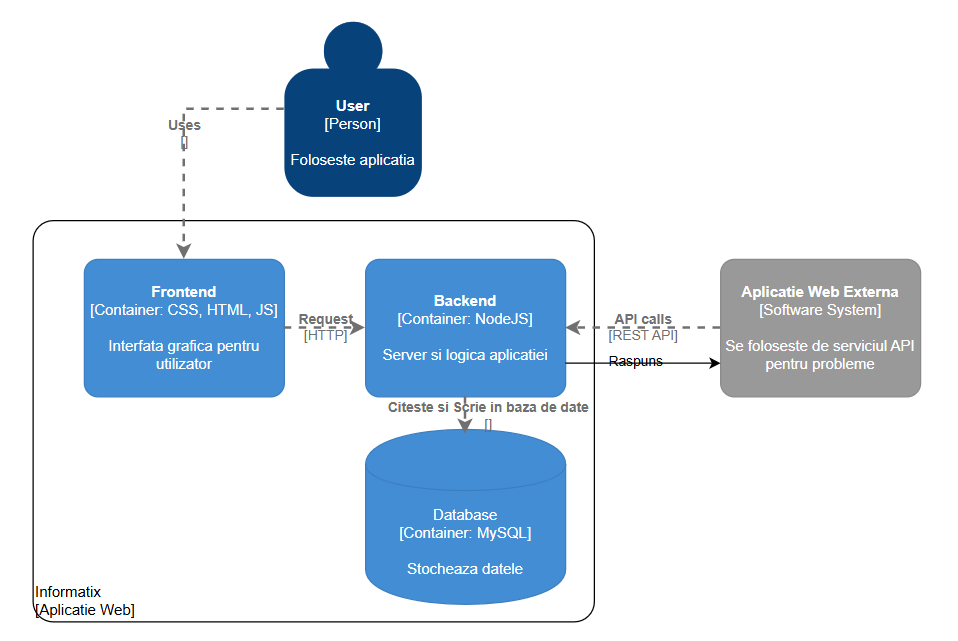 User
[Person]
Foloseste aplicatia
Uses
[]
Frontend
[Container: CSS, HTML, JS]
Interfata grafica pentru
utilizator
Request
[HTTP]
Backend
[Container: NodeJS]
Server si logica aplicatiei
API calls
[REST API]
Raspuns
Aplicatie Web Externa
[Software System]
Se foloseste de serviciul API
pentru probleme
Citeste si Scrie in baza de date
[]
Database
[Container: MySQL]
Stocheaza datele
Informatix
[Aplicatie Web]